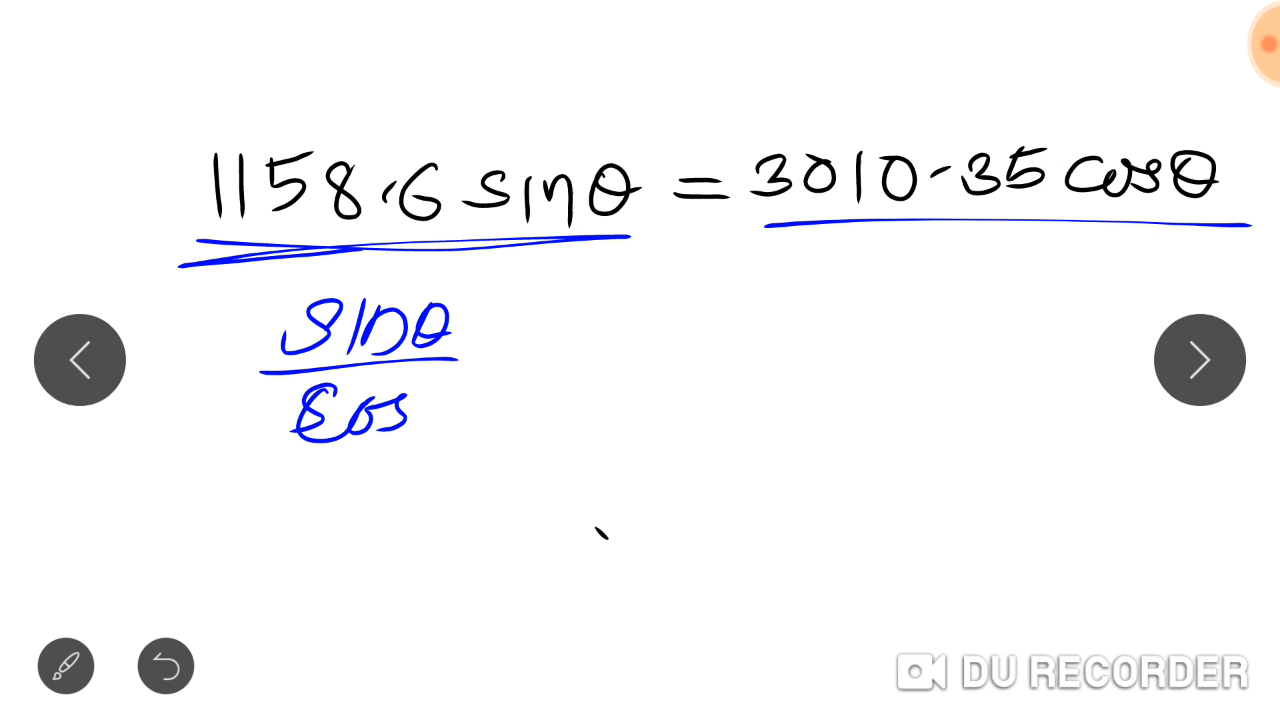 1158.6 sinθ = 3010.35 cosθ
sinθ
cos
DU RECORDER